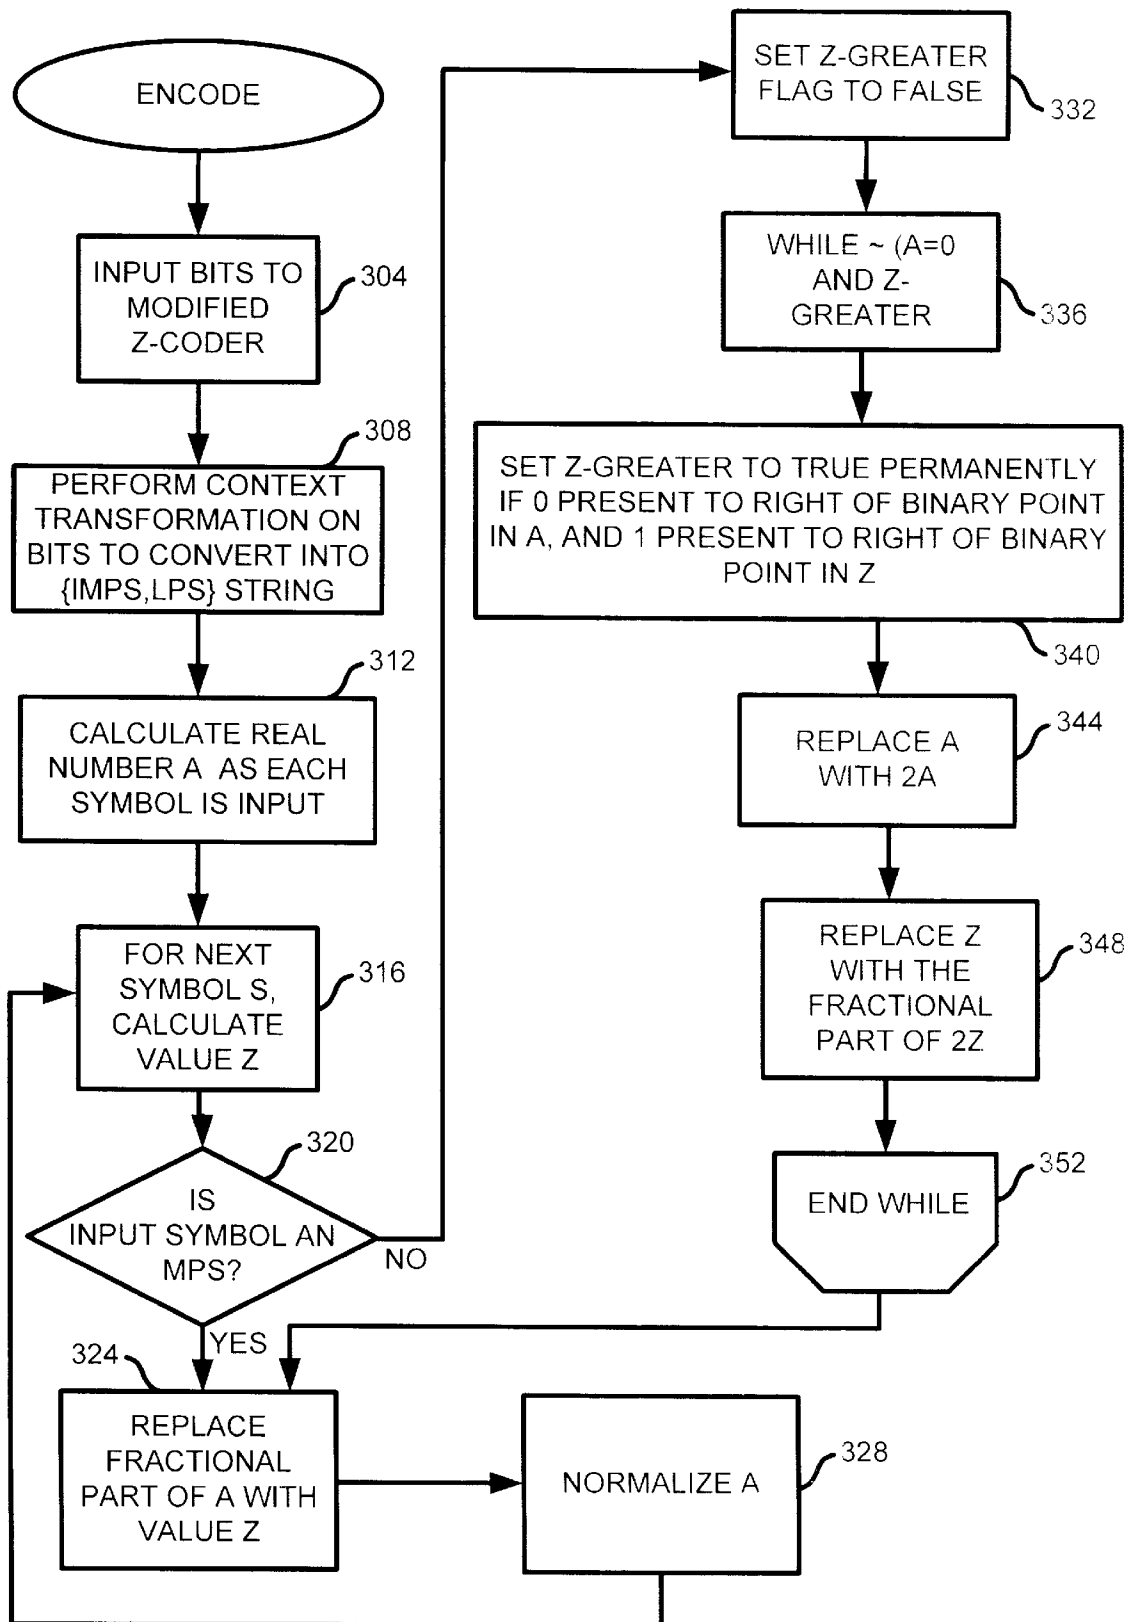 ENCODE
INPUT BITS TO
MODIFIED
Z-CODER
304
308
PERFORM CONTEXT
TRANSFORMATION ON
BITS TO CONVERT INTO
{IMPS,LPS} STRING
312
CALCULATE REAL
NUMBER A AS EACH
SYMBOL IS INPUT
FOR NEXT
SYMBOL S,
CALCULATE
VALUE Z
316
320
IS
INPUT SYMBOL AN
MPS?
NO
YES
324
REPLACE
FRACTIONAL
PART OF A WITH
VALUE Z
NORMALIZE A
328
SET Z-GREATER
FLAG TO FALSE
332
WHILE ~ (A=0
AND Z-
GREATER
336
SET Z-GREATER TO TRUE PERMANENTLY
IF 0 PRESENT TO RIGHT OF BINARY POINT
IN A, AND 1 PRESENT TO RIGHT OF BINARY
POINT IN Z
340
REPLACE A
WITH 2A
344
REPLACE Z
WITH THE
FRACTIONAL
PART OF 2Z
348
END WHILE
352